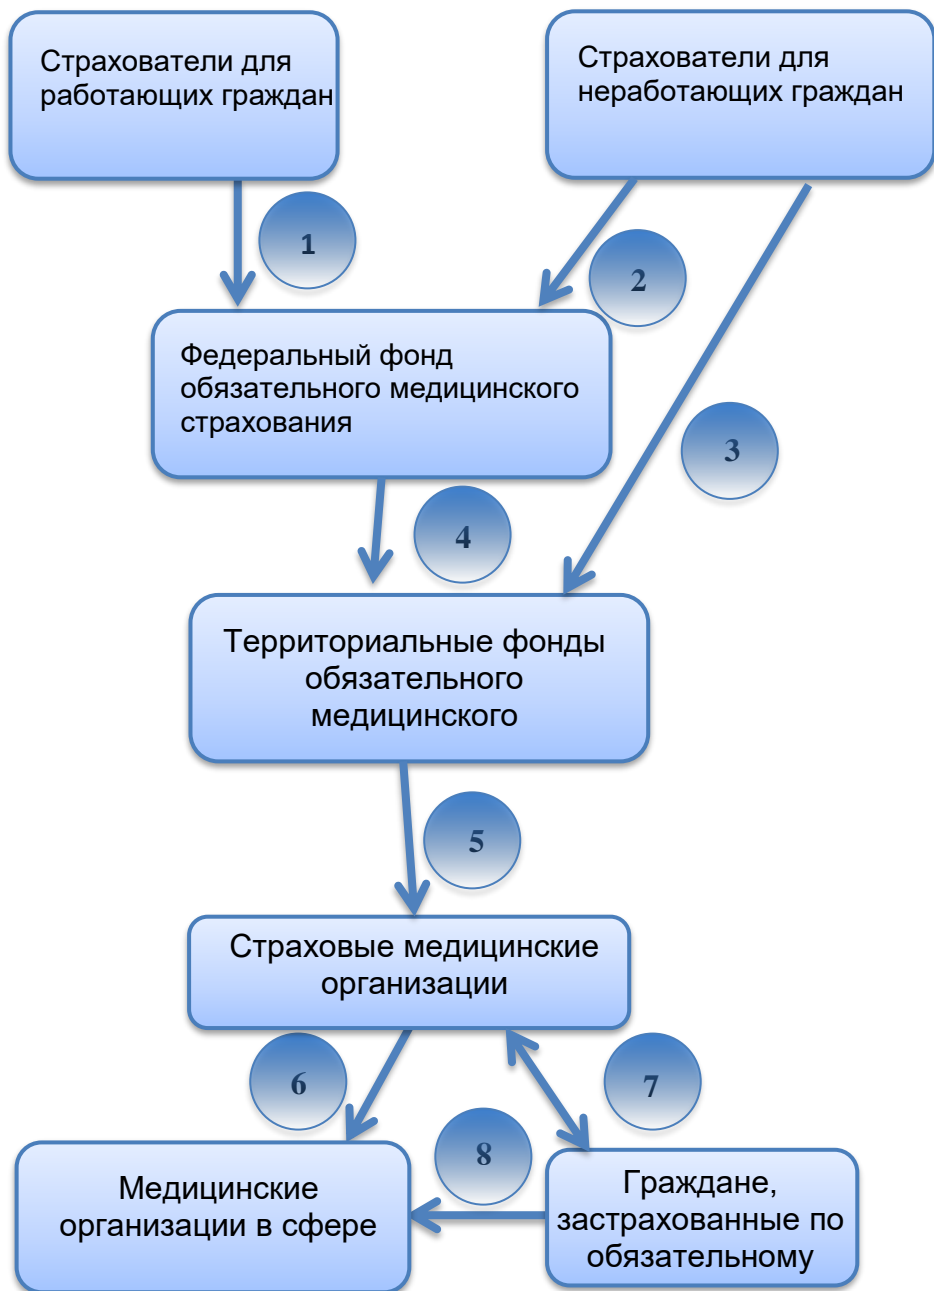 Страхователи для
работающих граждан
Страхователи для
неработающих граждан
1
2
3
Федеральный фонд
обязательного медицинского
страхования
4
Территориальные фонды
обязательного
медицинского
5
Страховые медицинские
организации
6
7
8
Медицинские
организации в сфере
Граждане,
застрахованные по
обязательному